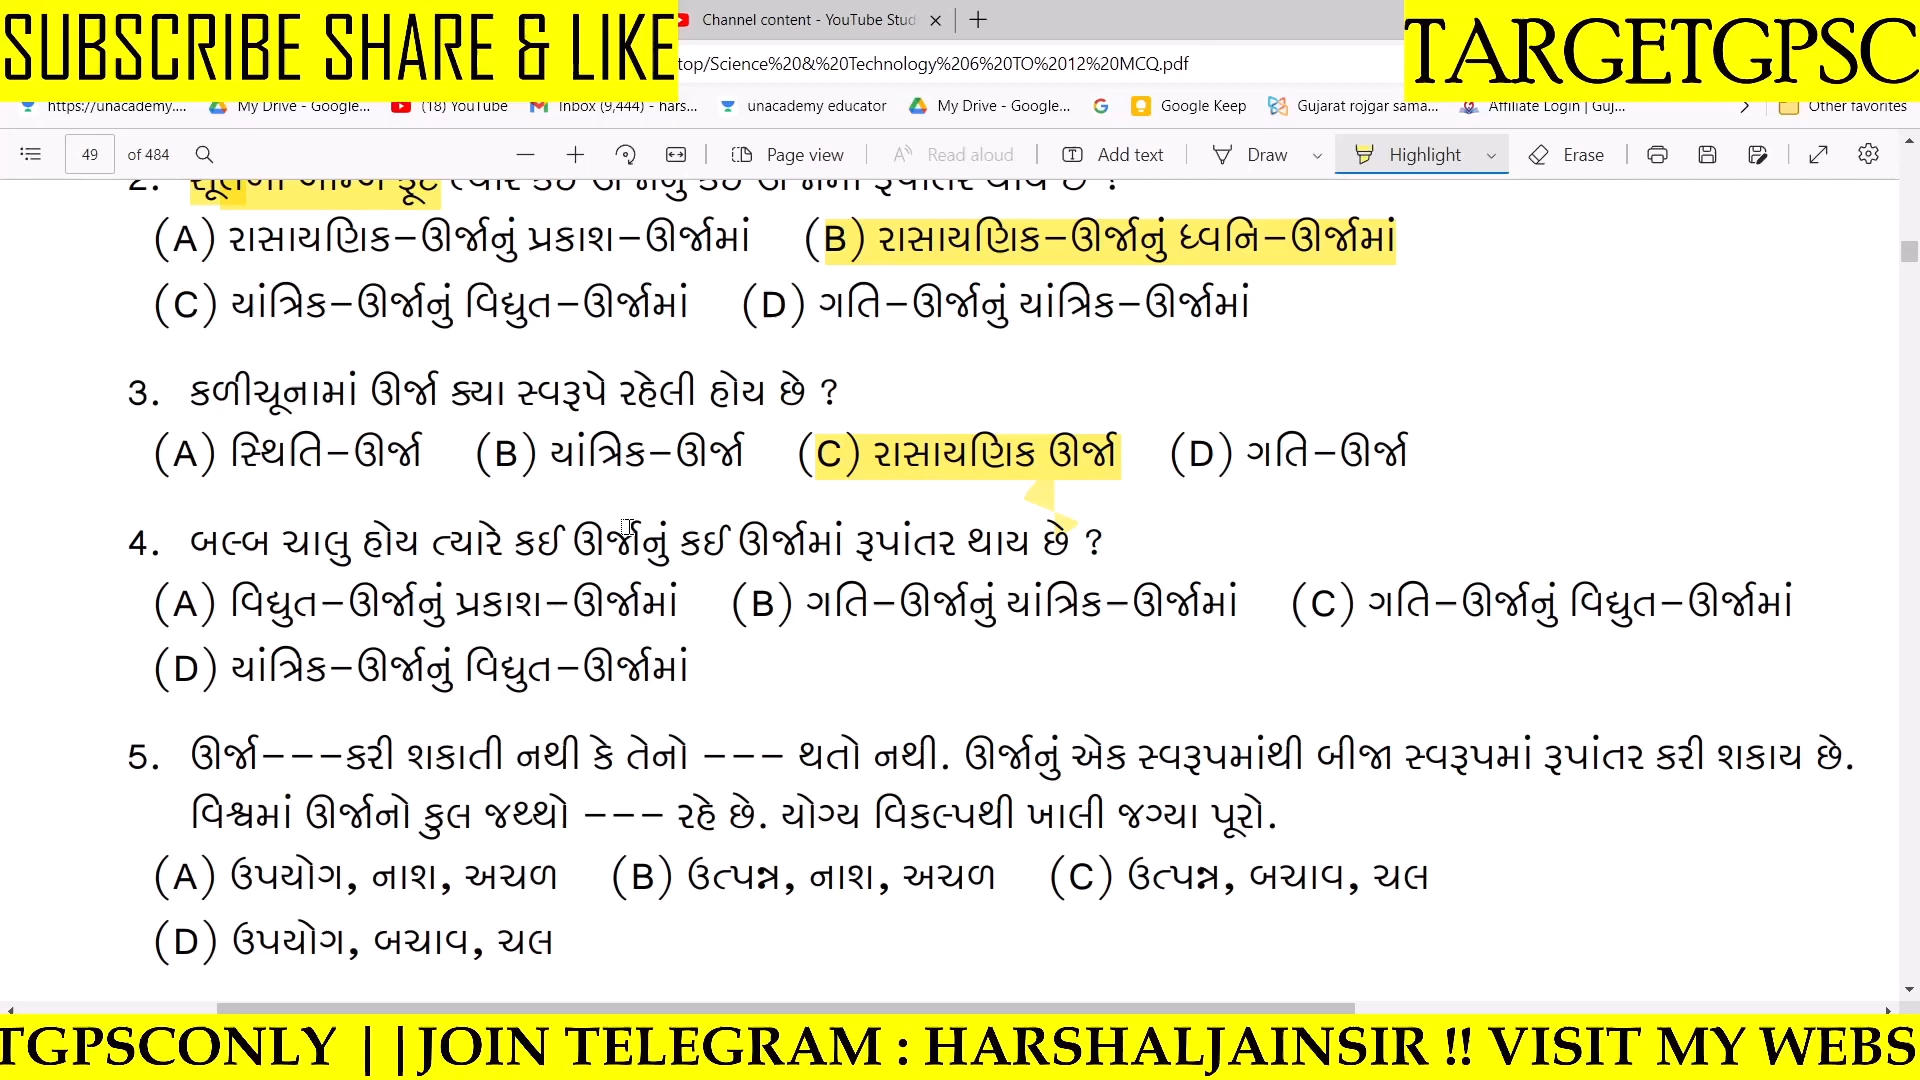 SUBSCRIBE SHARE & LIKE
Channel content - YouTube Stud
TARGETGPSC
top/Science%20&%20Technology%206%20TO%2012%20MCQ.pdf
https://unacademy.... My Drive - Google... (18) YouTube Inbox (9,444) - hars... unacademy educator My Drive - Google... Google Keep Gujarat rojgar sama... Affiliate Login | Guj... Other favorites
49 of 484 Page view Read aloud Add text Draw Highlight Erase
2. સૂતળી બોમ્બ ફૂટે ત્યારે કઈ ઊર્જાનું કઈ ઊર્જામાં રૂપાંતર થાય છે ?
(A) રાસાયણિક–ઊર્જાનું પ્રકાશ–ઊર્જામાં (B) રાસાયણિક–ઊર્જાનું ધ્વનિ–ઊર્જામાં
(C) યાંત્રિક–ઊર્જાનું વિદ્યુત–ઊર્જામાં (D) ગતિ–ઊર્જાનું યાંત્રિક–ઊર્જામાં
3. કળીચૂનામાં ઊર્જા ક્યા સ્વરૂપે રહેલી હોય છે ?
(A) સ્થિતિ–ઊર્જા (B) યાંત્રિક–ઊર્જા (C) રાસાયણિક ઊર્જા (D) ગતિ–ઊર્જા
4. બલ્બ ચાલુ હોય ત્યારે કઈ ઊર્જાનું કઈ ઊર્જામાં રૂપાંતર થાય છે ?
(A) વિદ્યુત–ઊર્જાનું પ્રકાશ–ઊર્જામાં (B) ગતિ–ઊર્જાનું યાંત્રિક–ઊર્જામાં (C) ગતિ–ઊર્જાનું વિદ્યુત–ઊર્જામાં
(D) યાંત્રિક–ઊર્જાનું વિદ્યુત–ઊર્જામાં
5. ઊર્જા–––કરી શકાતી નથી કે તેનો ––– થતો નથી. ઊર્જાનું એક સ્વરૂપમાંથી બીજા સ્વરૂપમાં રૂપાંતર કરી શકાય છે.
વિશ્વમાં ઊર્જાનો કુલ જથ્થો ––– રહે છે. યોગ્ય વિકલ્પથી ખાલી જગ્યા પૂરો.
(A) ઉપયોગ, નાશ, અચળ (B) ઉત્પન્ન, નાશ, અચળ (C) ઉત્પન્ન, બચાવ, ચલ
(D) ઉપયોગ, બચાવ, ચલ
TGPSCONLY ||JOIN TELEGRAM : HARSHALJAINSIR !! VISIT MY WEBS